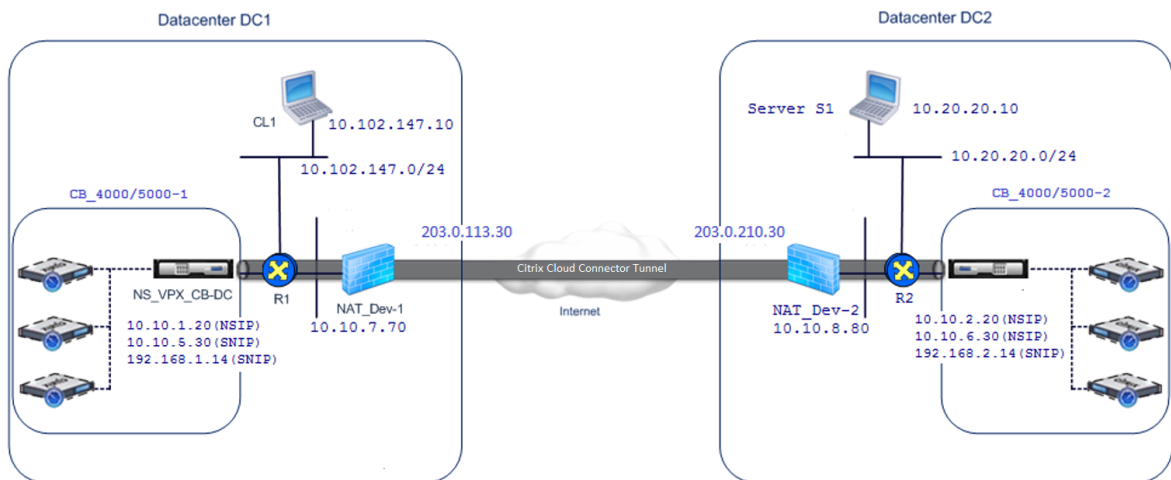 Datacenter DC1
Datacenter DC2
CL1
10.102.147.10
10.102.147.0/24
Server S1
10.20.20.10
10.20.20.0/24
CB_4000/5000-1
CB_4000/5000-2
203.0.113.30
203.0.210.30
Citrix Cloud Connector Tunnel
Internet
NS_VPX_CB-DC
R1
NAT_Dev-1
10.10.7.70
NAT_Dev-2
10.10.8.80
R2
10.10.1.20(NSIP)
10.10.5.30(SNIP)
192.168.1.14(SNIP)
10.10.2.20(NSIP)
10.10.6.30(NSIP)
192.168.2.14(SNIP)